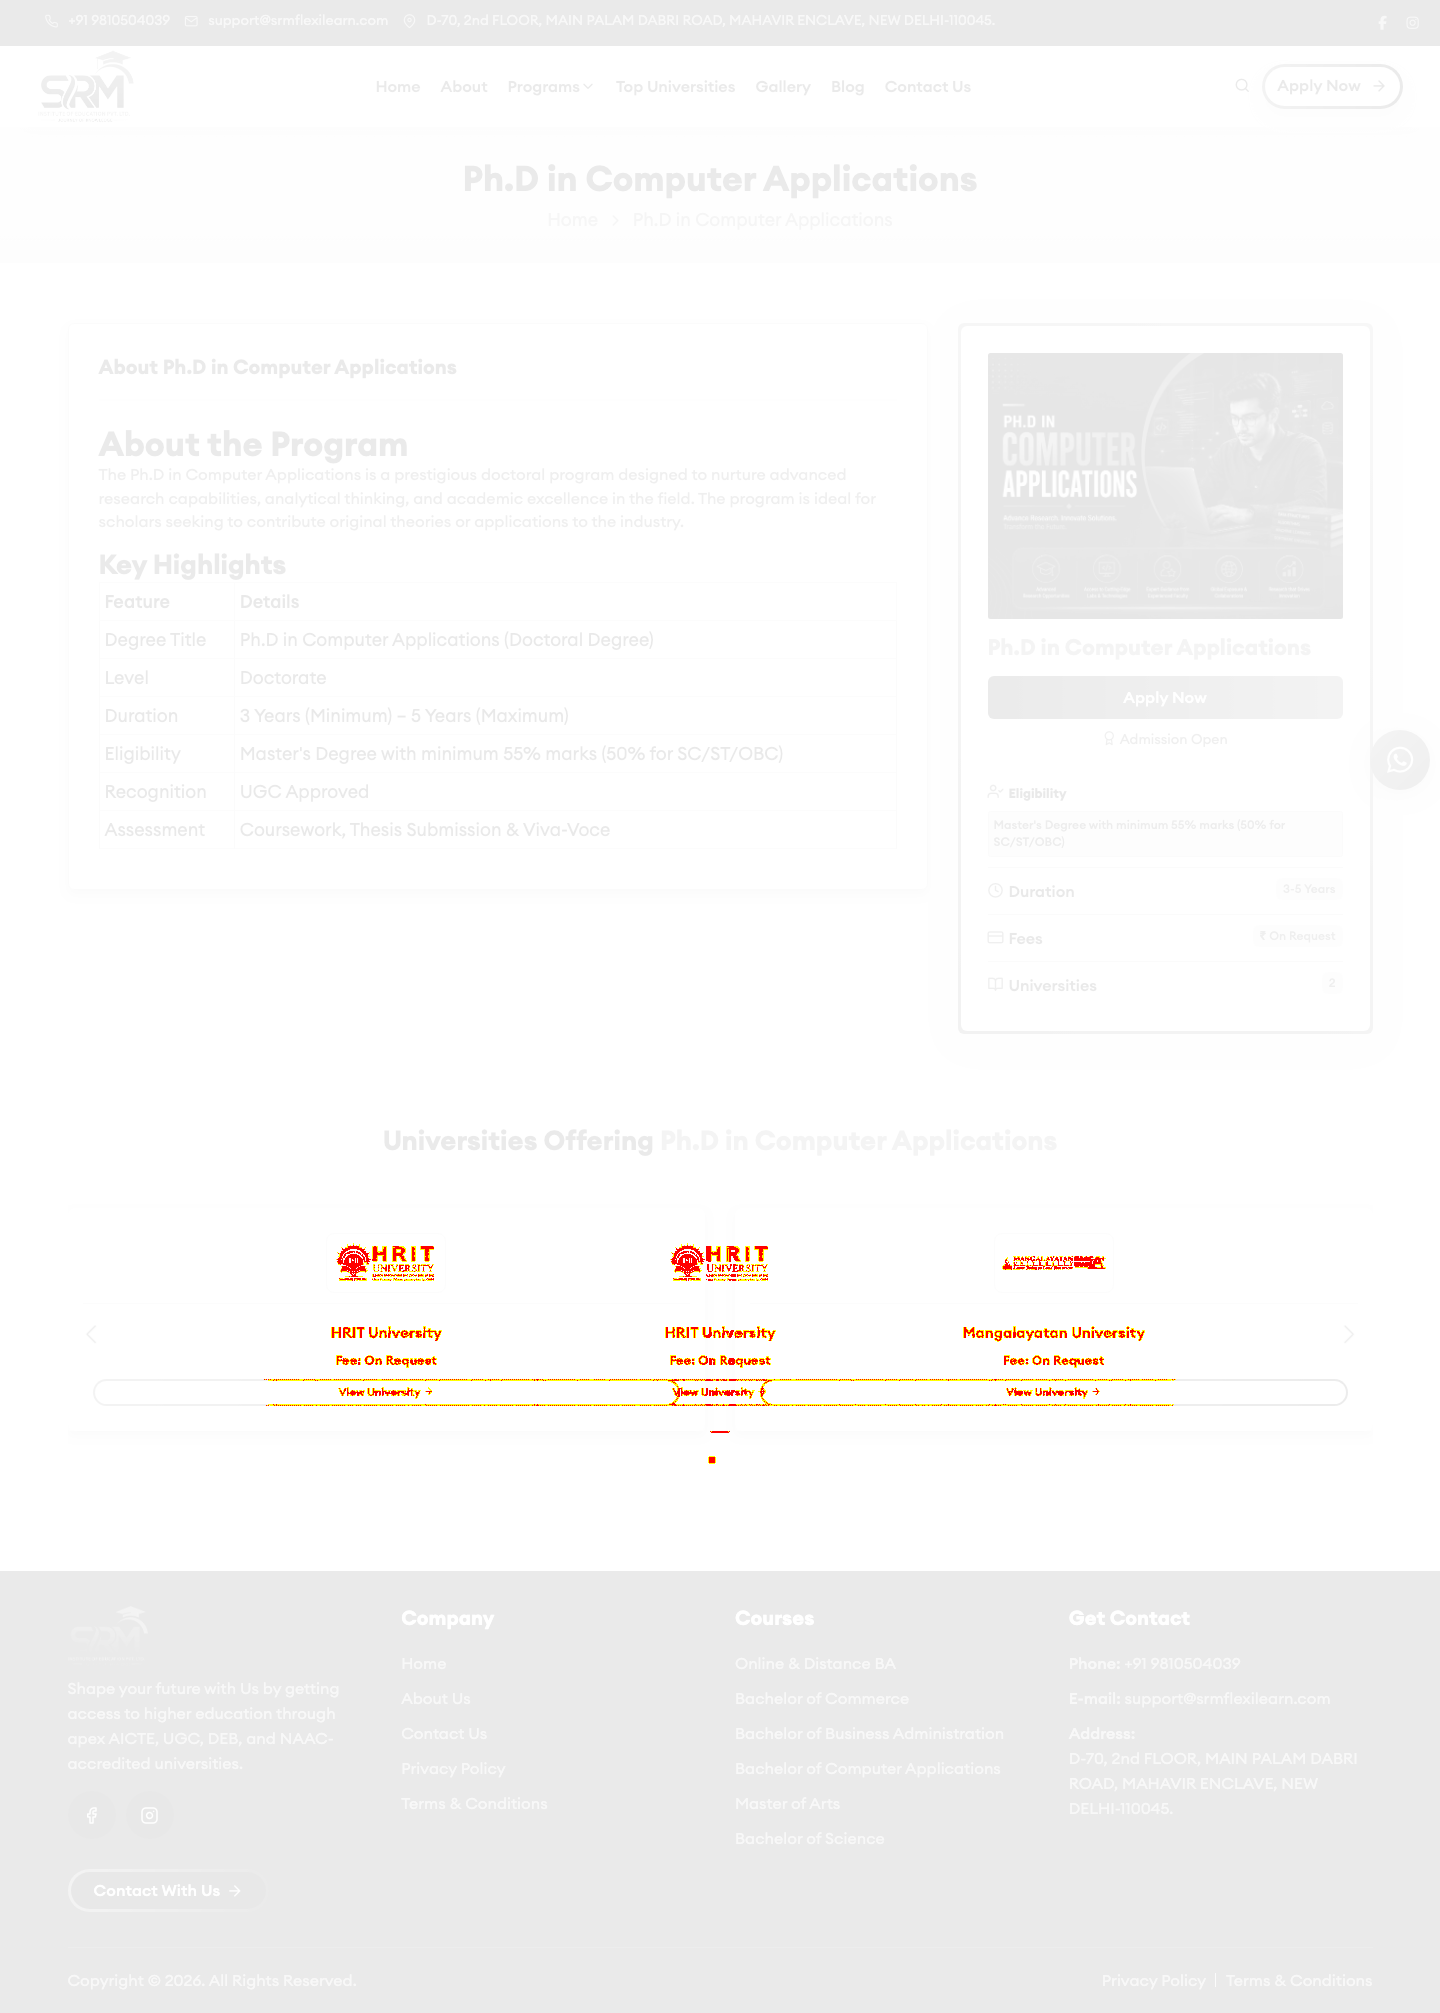 +91 9810504039 support@srmflexilearn.com D-70, 2nd FLOOR, MAIN PALAM DABRI ROAD, MAHAVIR ENCLAVE, NEW DELHI-110045.
SRM
Home About Programs Top Universities Gallery Blog Contact Us Apply Now
Ph.D in Computer Applications
Home Ph.D in Computer Applications
About Ph.D in Computer Applications
About the Program
The Ph.D in Computer Applications is a prestigious doctoral program designed to nurture advanced
research capabilities, analytical thinking, and academic excellence in the field. The program is ideal for
scholars seeking to contribute original theories or applications to the industry.
Key Highlights
Feature Details
Degree Title Ph.D in Computer Applications (Doctoral Degree)
Level Doctorate
Duration 3 Years (Minimum) – 5 Years (Maximum)
Eligibility Master's Degree with minimum 55% marks (50% for SC/ST/OBC)
Recognition UGC Approved
Assessment Coursework, Thesis Submission & Viva-Voce
PH.D IN
COMPUTER
APPLICATIONS
Ph.D in Computer Applications
Apply Now
Admission Open
Eligibility
Master's Degree with minimum 55% marks (50% for
SC/ST/OBC)
Duration 3-5 Years
Fees ₹ On Request
Universities 2
Universities Offering Ph.D in Computer Applications
HRIT
UNIVERSITY
HRIT University
Fee: On Request
View University
HRIT
UNIVERSITY
HRIT University
Fee: On Request
View University
Mangalayatan University
Fee: On Request
View University
SRM
Shape your future with Us by getting
access to higher education through
apex AICTE, UGC, DEB, and NAAC-
accredited universities.
Contact With Us
Company
Home
About Us
Contact Us
Privacy Policy
Terms & Conditions
Courses
Online & Distance BA
Bachelor of Commerce
Bachelor of Business Administration
Bachelor of Computer Applications
Master of Arts
Bachelor of Science
Get Contact
Phone: +91 9810504039
E-mail: support@srmflexilearn.com
Address:
D-70, 2nd FLOOR, MAIN PALAM DABRI
ROAD, MAHAVIR ENCLAVE, NEW
DELHI-110045.
Copyright © 2026. All Rights Reserved.
Privacy Policy | Terms & Conditions